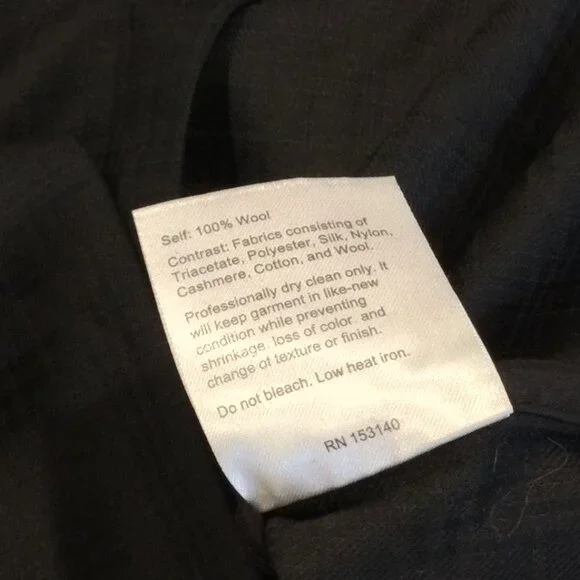 Self: 100% Wool
Contrast: Fabrics consisting of
Triacetate, Polyester, Silk, Nylon,
Cashmere, Cotton, and Wool.
Professionally dry clean only. It
will keep garment in like-new
condition while preventing
shrinkage, loss of color, and
change of texture or finish.
Do not bleach. Low heat iron.
RN 153140